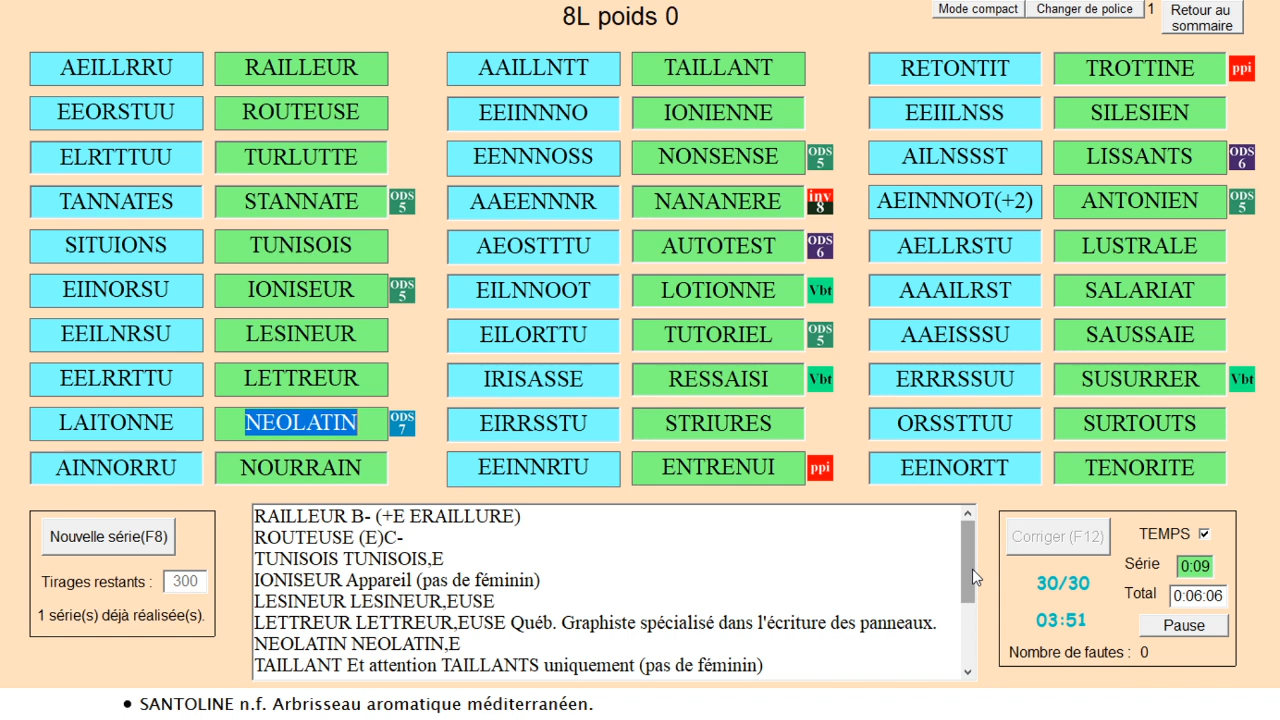 8L poids 0
Mode compact Changer de police 1 Retour au sommaire
AEILLRRU RAILLEUR AAILLNTT TAILLANT RETONTIT TROTTINE ppi
EEORSTUU ROUTEUSE EEIINNNO IONIENNE EEIILNSS SILESIEN
ELRTTTUU TURLUTTE EENNNOSS NONSENSE ODS 5 AILNSSST LISSANTS ODS 6
TANNATES STANNATE ODS 5 AAEENNNR NANANERE inv 8 AEINNNOT(+2) ANTONIEN ODS 5
SITUIONS TUNISOIS AEOSTTTU AUTOTEST ODS 6 AELLRSTU LUSTRALE
EIINORSU IONISEUR ODS 5 EILNNOOT LOTIONNE Vbt AAAILRST SALARIAT
EEILNRSU LESINEUR EILORTTU TUTORIEL ODS 5 AAEISSSU SAUSSAIE
EELRRTTU LETTREUR IRISASSE RESSAISI Vbt ERRRSSUU SUSURRER Vbt
LAITONNE NEOLATIN ODS 7 EIRRSSTU STRIURES ORSSTTUU SURTOUTS
AINNORRU NOURRAIN EEINNRTU ENTRENUI ppi EEINORTT TENORITE
Nouvelle série(F8)
Tirages restants : 300
1 série(s) déjà réalisée(s).
RAILLEUR B- (+E ERAILLURE)
ROUTEUSE (E)C-
TUNISOIS TUNISOIS,E
IONISEUR Appareil (pas de féminin)
LESINEUR LESINEUR,EUSE
LETTREUR LETTREUR,EUSE Québ. Graphiste spécialisé dans l'écriture des panneaux.
NEOLATIN NEOLATIN,E
TAILLANT Et attention TAILLANTS uniquement (pas de féminin)
Corriger (F12) TEMPS
Série 0:09
30/30 Total 0:06:06
03:51 Pause
Nombre de fautes : 0
• SANTOLINE n.f. Arbrisseau aromatique méditerranéen.